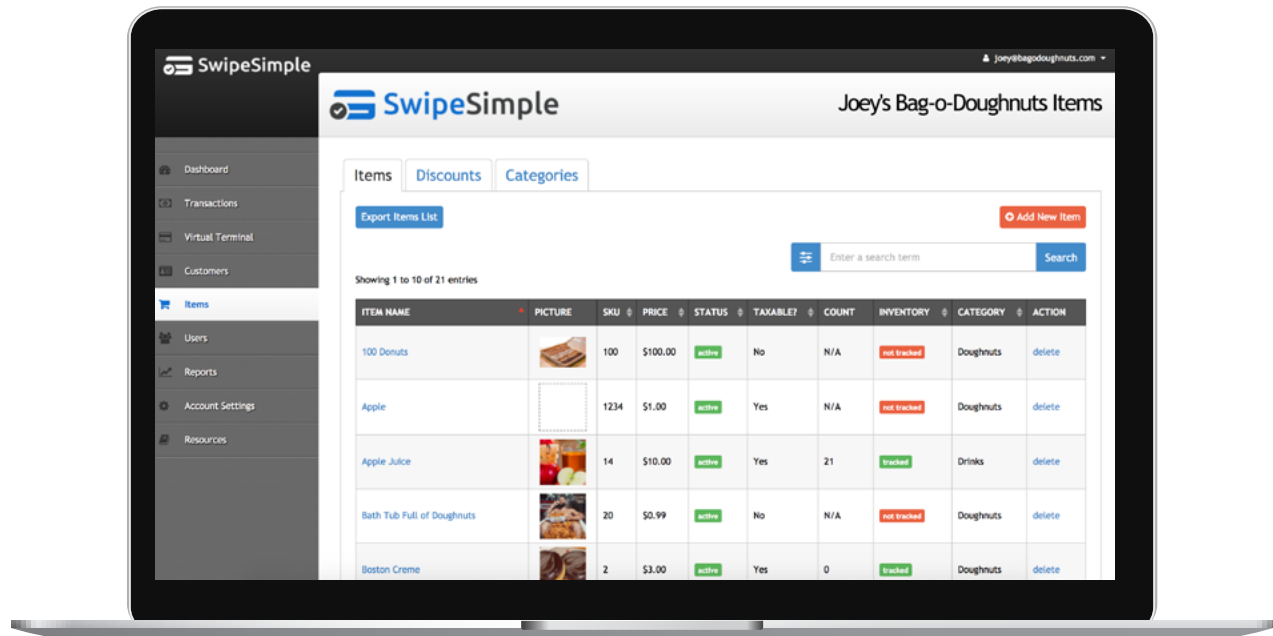 SwipeSimple
joey@bagodoughnuts.com
SwipeSimple
Joey's Bag-o-Doughnuts Items
Dashboard
Transactions
Virtual Terminal
Customers
Items
Users
Reports
Account Settings
Resources
Items Discounts Categories
Export Items List Add New Item
Enter a search term Search
Showing 1 to 10 of 21 entries
ITEM NAME PICTURE SKU PRICE STATUS TAXABLE? COUNT INVENTORY CATEGORY ACTION
100 Donuts 100 $100.00 active No N/A not tracked Doughnuts delete
Apple 1234 $1.00 active Yes N/A not tracked Doughnuts delete
Apple Juice 14 $10.00 active Yes 21 tracked Drinks delete
Bath Tub Full of Doughnuts 20 $0.99 active No N/A not tracked Doughnuts delete
Boston Creme 2 $3.00 active Yes 0 tracked Doughnuts delete